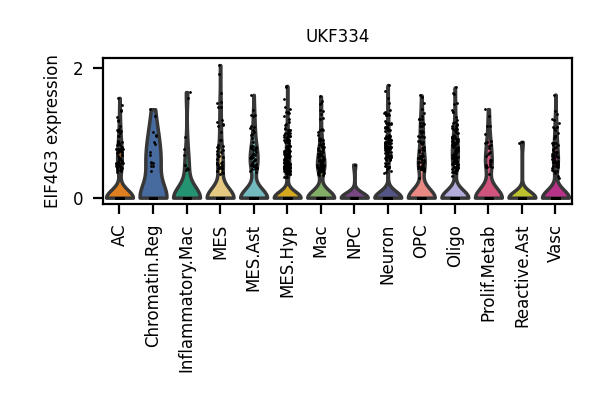 UKF334
EIF4G3 expression
2
0
AC
Chromatin.Reg
Inflammatory.Mac
MES
MES.Ast
MES.Hyp
Mac
NPC
Neuron
OPC
Oligo
Prolif.Metab
Reactive.Ast
Vasc